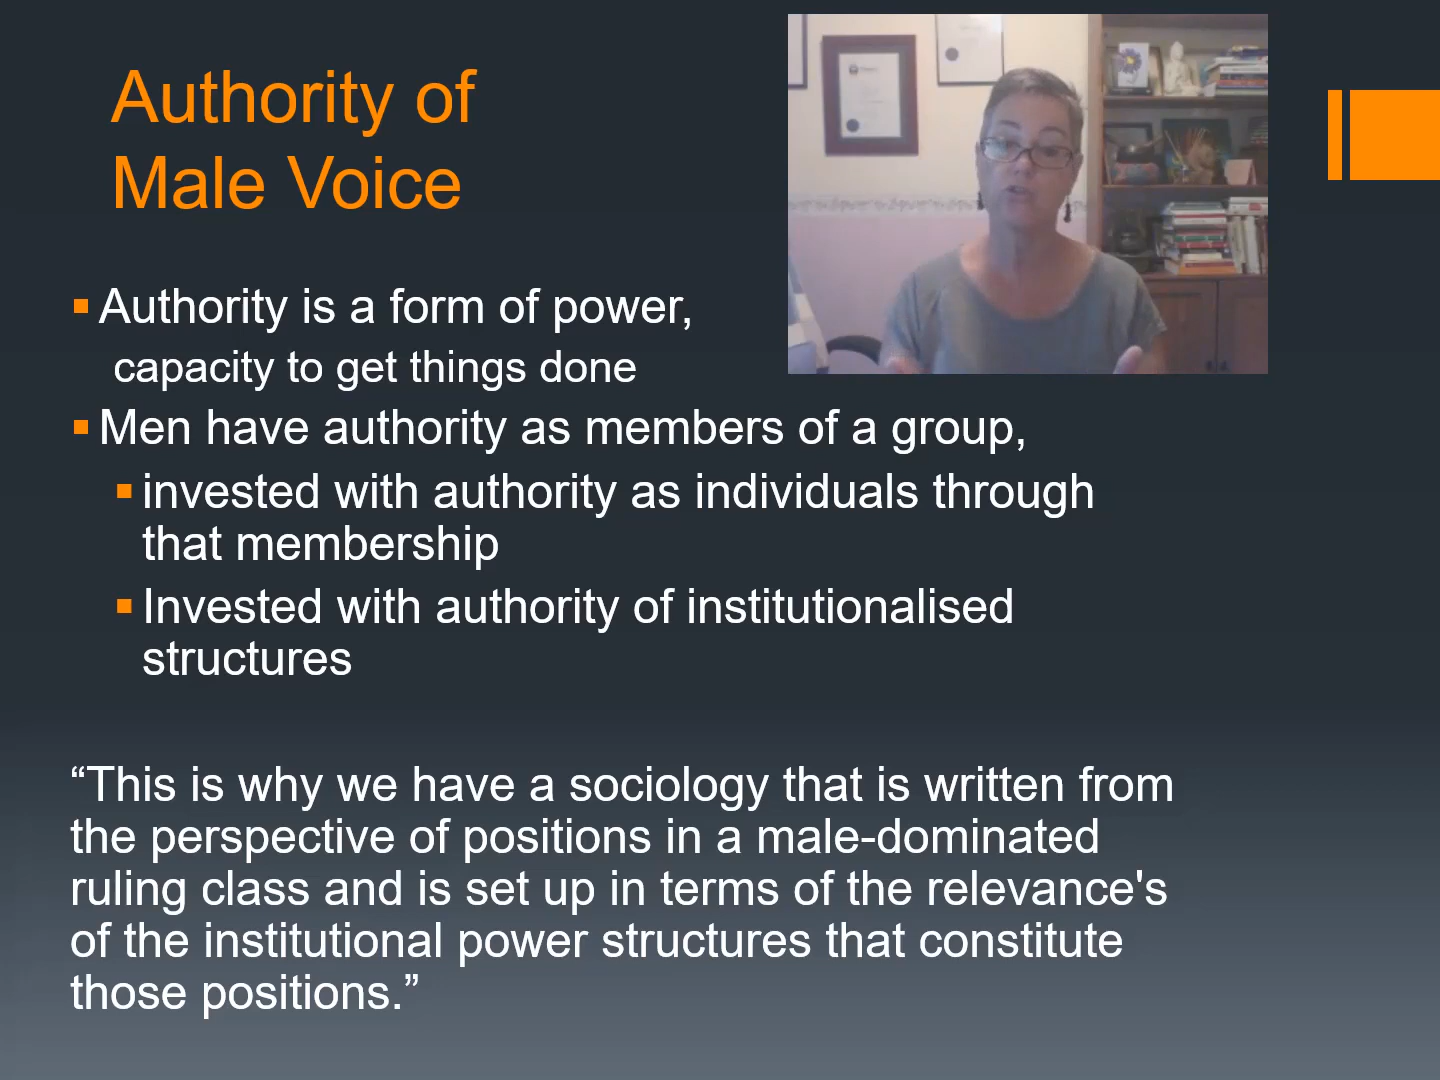 Authority of
Male Voice
Authority is a form of power,
capacity to get things done
Men have authority as members of a group,
invested with authority as individuals through
that membership
Invested with authority of institutionalised
structures
“This is why we have a sociology that is written from
the perspective of positions in a male-dominated
ruling class and is set up in terms of the relevance's
of the institutional power structures that constitute
those positions.”